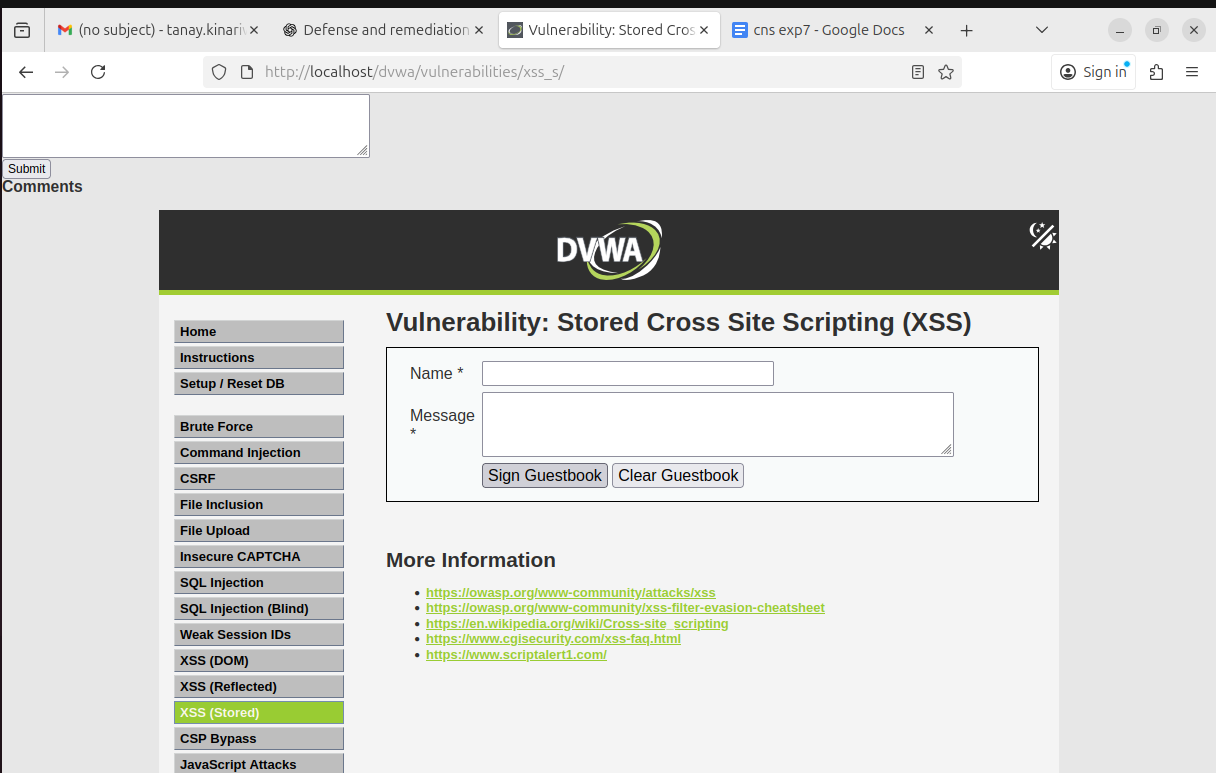 (no subject) - tanay.kinari
Defense and remediation
Vulnerability: Stored Cros
cns exp7 - Google Docs
http://localhost/dvwa/vulnerabilities/xss_s/
Sign in
Submit
Comments
DVWA
Home
Instructions
Setup / Reset DB
Brute Force
Command Injection
CSRF
File Inclusion
File Upload
Insecure CAPTCHA
SQL Injection
SQL Injection (Blind)
Weak Session IDs
XSS (DOM)
XSS (Reflected)
XSS (Stored)
CSP Bypass
JavaScript Attacks
Vulnerability: Stored Cross Site Scripting (XSS)
Name *
Message
*
Sign Guestbook Clear Guestbook
More Information
• https://owasp.org/www-community/attacks/xss
• https://owasp.org/www-community/xss-filter-evasion-cheatsheet
• https://en.wikipedia.org/wiki/Cross-site_scripting
• https://www.cgisecurity.com/xss-faq.html
• https://www.scriptalert1.com/